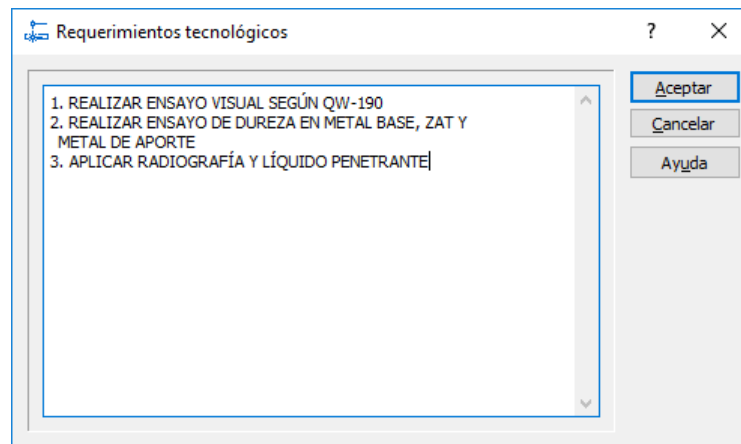 Requerimientos tecnológicos
?
1. REALIZAR ENSAYO VISUAL SEGÚN QW-190
2. REALIZAR ENSAYO DE DUREZA EN METAL BASE, ZAT Y
METAL DE APORTE
3. APLICAR RADIOGRAFÍA Y LÍQUIDO PENETRANTE
Aceptar
Cancelar
Ayuda